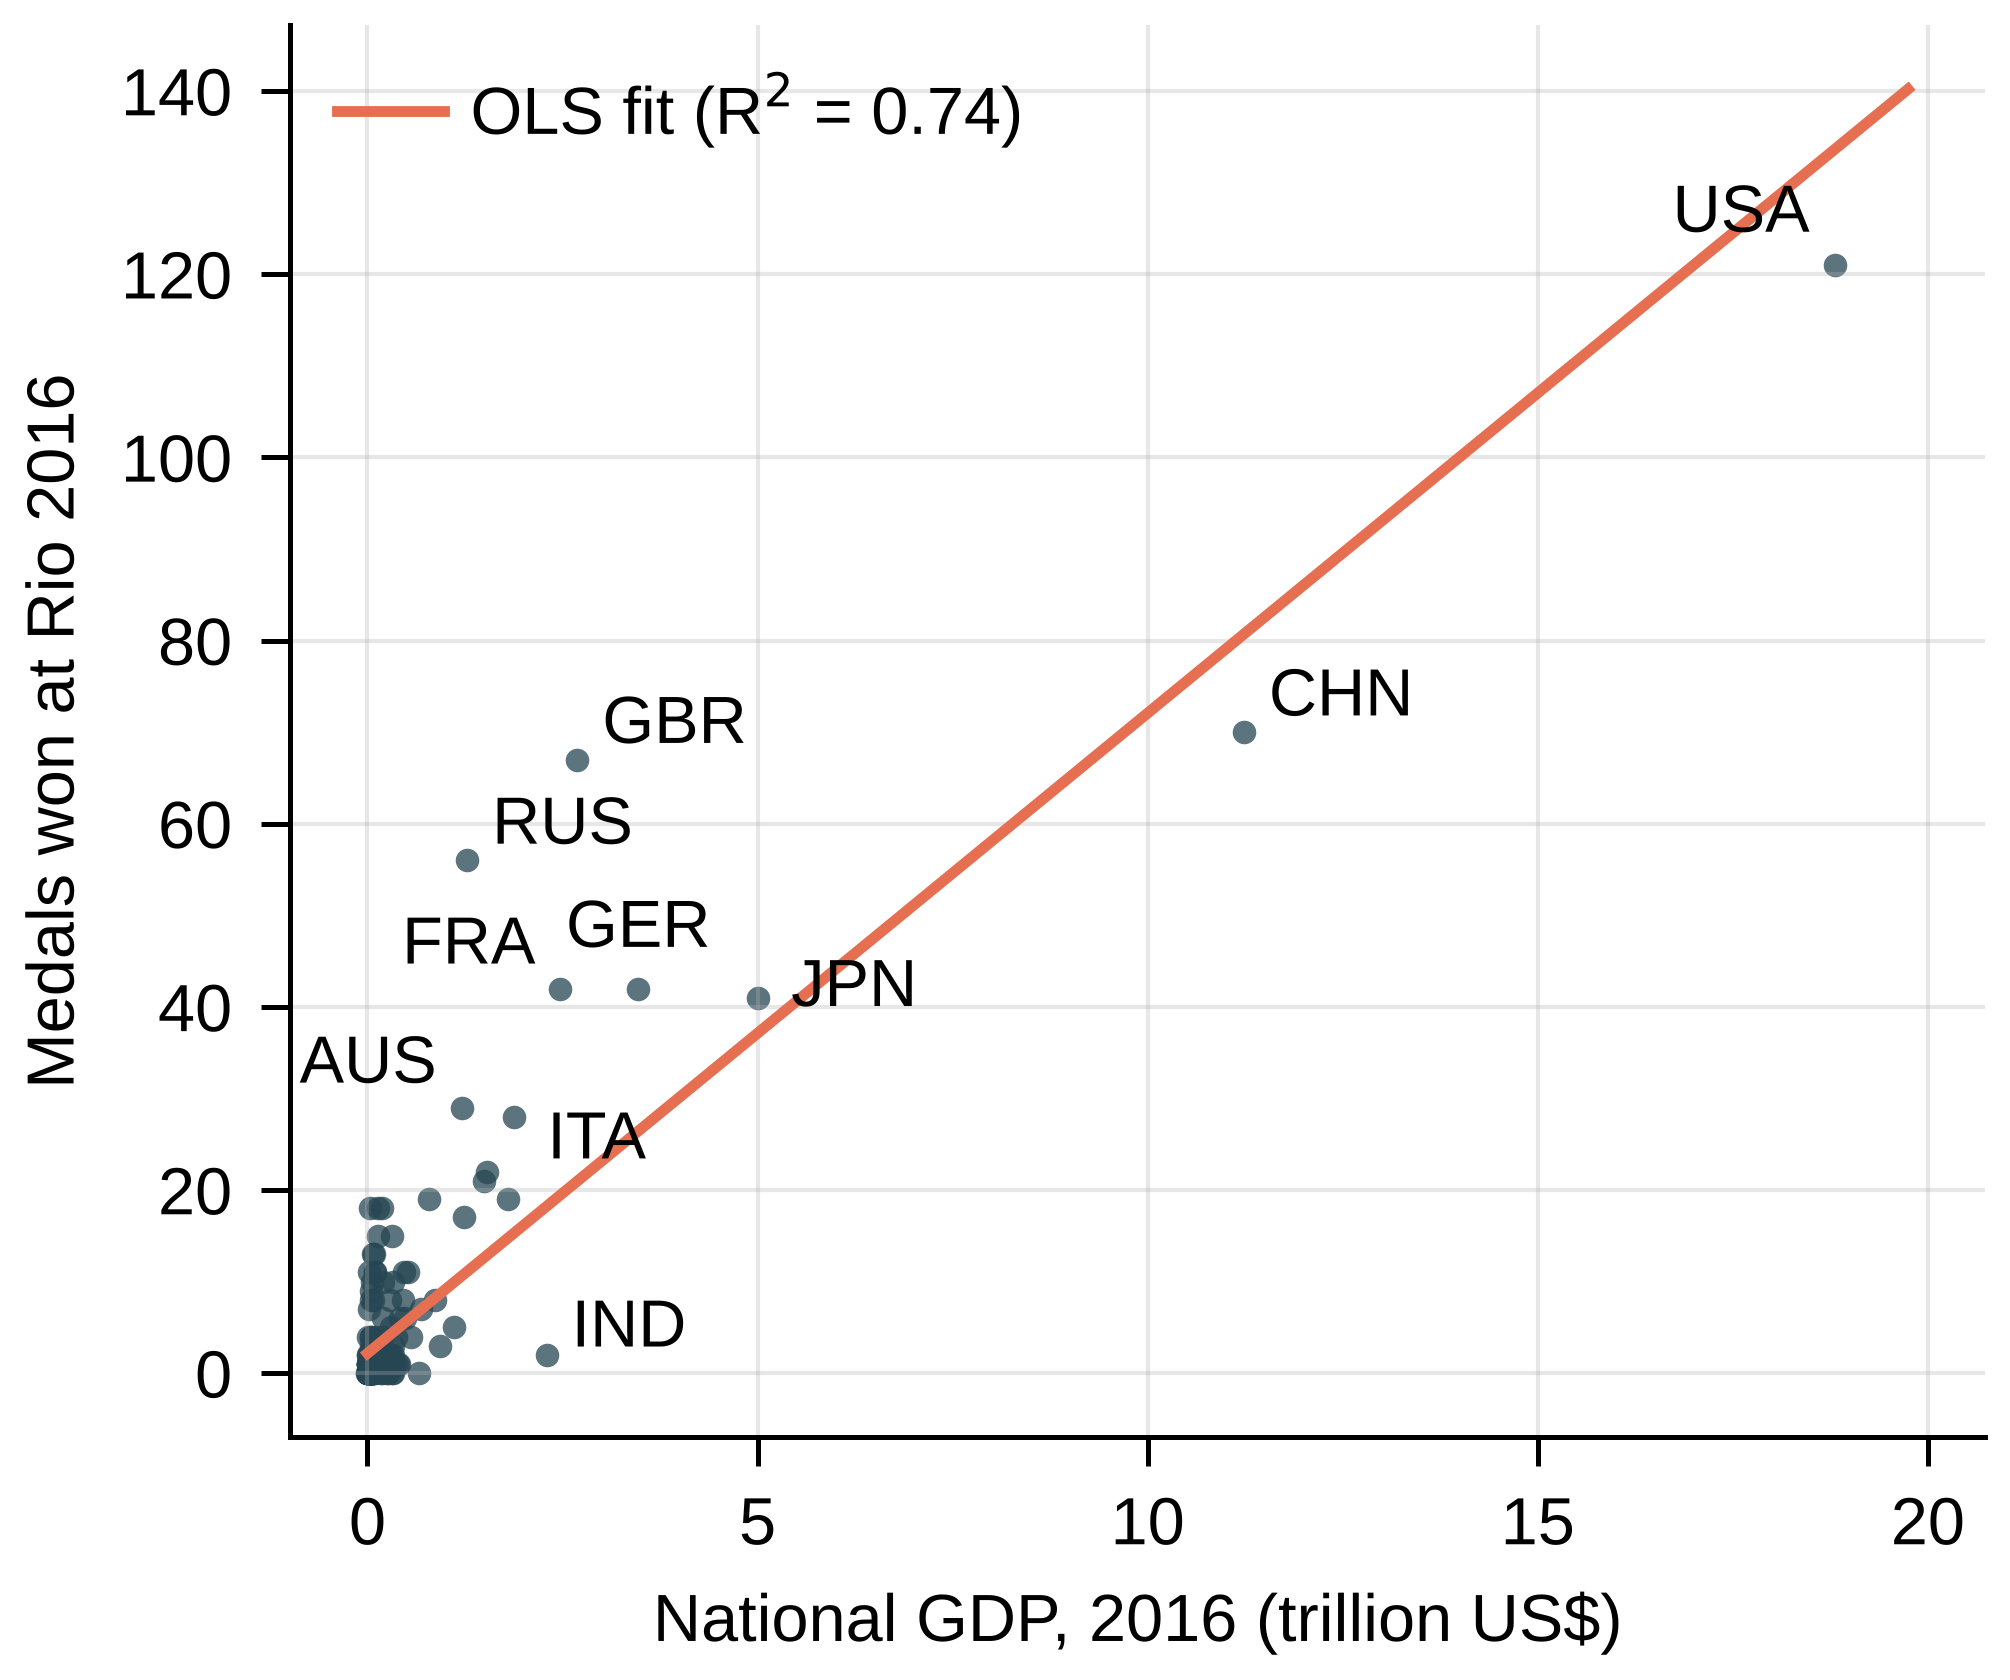 140
120
100
80
60
40
20
0
Medals won at Rio 2016
OLS fit (R² = 0.74)
USA
CHN
GBR
RUS
GER
FRA
JPN
AUS
ITA
IND
0
5
10
15
20
National GDP, 2016 (trillion US$)